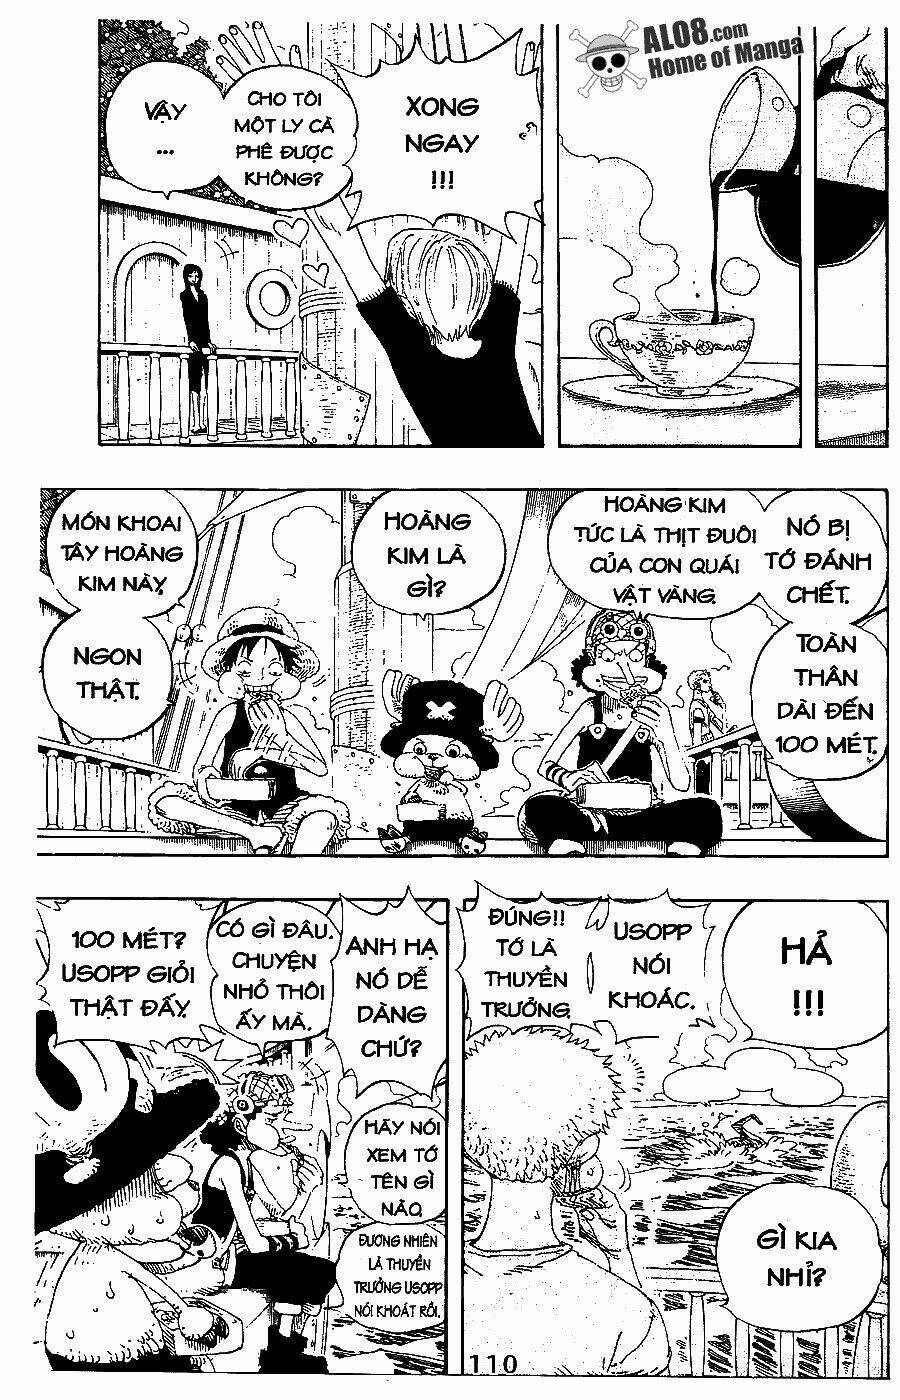 AL08.com
Home of Manga
VẬY
...
CHO TÔI
MỘT LY CÀ
PHÊ ĐƯỢC
KHÔNG?
XONG
NGAY
!!!
MÓN KHOAI
TÂY HOÀNG
KIM NÀY,
NGON
THẬT.
HOÀNG
KIM LÀ
GÌ?
HOÀNG KIM
TỨC LÀ THỊT ĐUÔI
CỦA CON QUÁI
VẬT VÀNG.
NÓ BỊ
TỚ ĐÁNH
CHẾT.
TOÀN
THÂN
DÀI ĐẾN
100 MÉT.
100 MÉT?
USOPP GIỎI
THẬT ĐẤY.
CÓ GÌ ĐÂU.
CHUYỆN
NHỎ THÔI
ẤY MÀ.
ANH HẠ
NÓ DỄ
DÀNG
CHỨ?
HÃY NÓI
XEM TỚ
TÊN GÌ
NÀO.
ĐƯƠNG NHIÊN
LÀ THUYỀN
TRƯỞNG USOPP
NÓI KHOÁT RỒI.
ĐÚNG!!
TỚ LÀ
THUYỀN
TRƯỞNG.
USOPP
NÓI
KHOÁC.
HẢ
!!!
GÌ KIA
NHỈ?
110